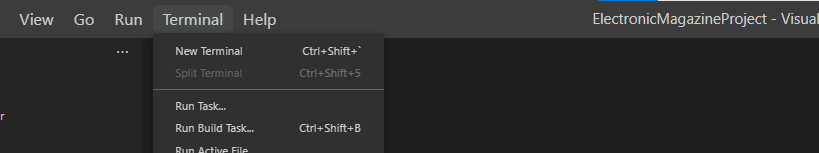 View Go Run Terminal Help ElectronicMagazineProject - Visual
...
New Terminal Ctrl+Shift+`
Split Terminal Ctrl+Shift+5
r
Run Task...
Run Build Task... Ctrl+Shift+B
Run Active File